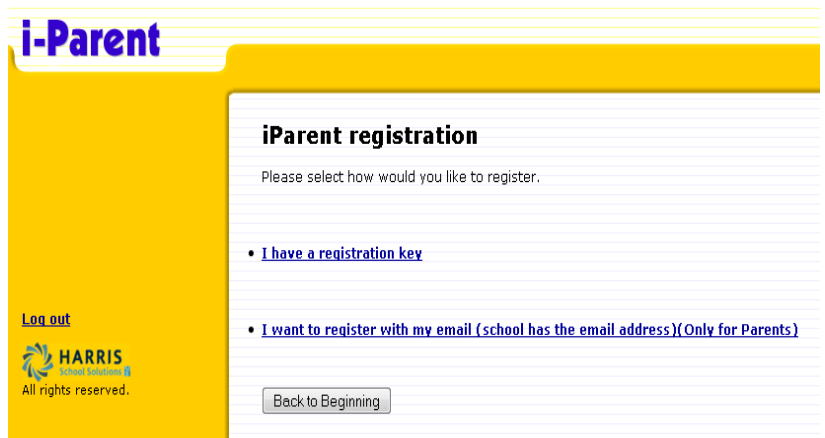 i-Parent
iParent registration
Please select how would you like to register.
• I have a registration key
• I want to register with my email (school has the email address)(Only for Parents)
Back to Beginning
Log out
HARRIS
School Solutions
All rights reserved.